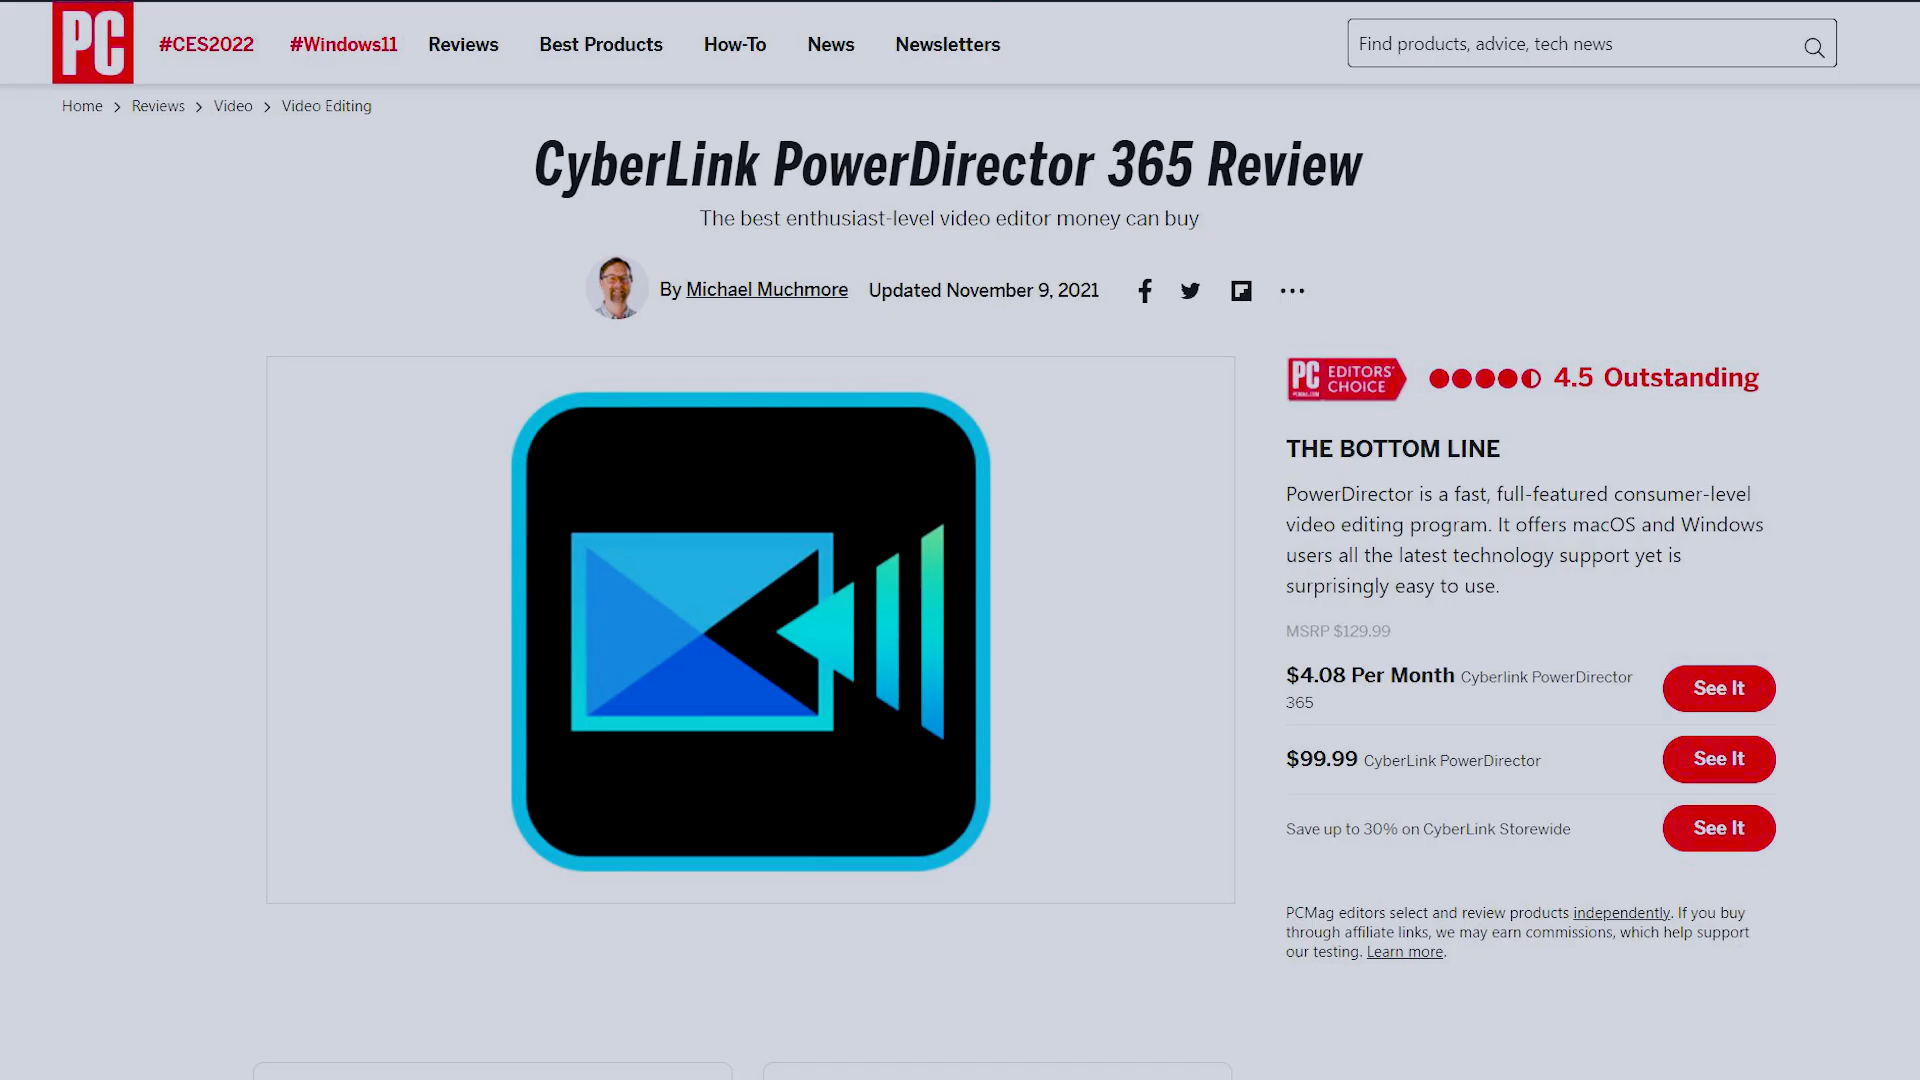 PC
#CES2022 #Windows11 Reviews Best Products How-To News Newsletters
Find products, advice, tech news
Home > Reviews > Video > Video Editing
CyberLink PowerDirector 365 Review
The best enthusiast-level video editor money can buy
By Michael Muchmore Updated November 9, 2021
PC EDITORS' CHOICE
PCMAG.COM
4.5 Outstanding
THE BOTTOM LINE
PowerDirector is a fast, full-featured consumer-level
video editing program. It offers macOS and Windows
users all the latest technology support yet is
surprisingly easy to use.
MSRP $129.99
$4.08 Per Month Cyberlink PowerDirector
365
See It
$99.99 CyberLink PowerDirector
See It
Save up to 30% on CyberLink Storewide
See It
PCMag editors select and review products independently. If you buy
through affiliate links, we may earn commissions, which help support
our testing. Learn more.